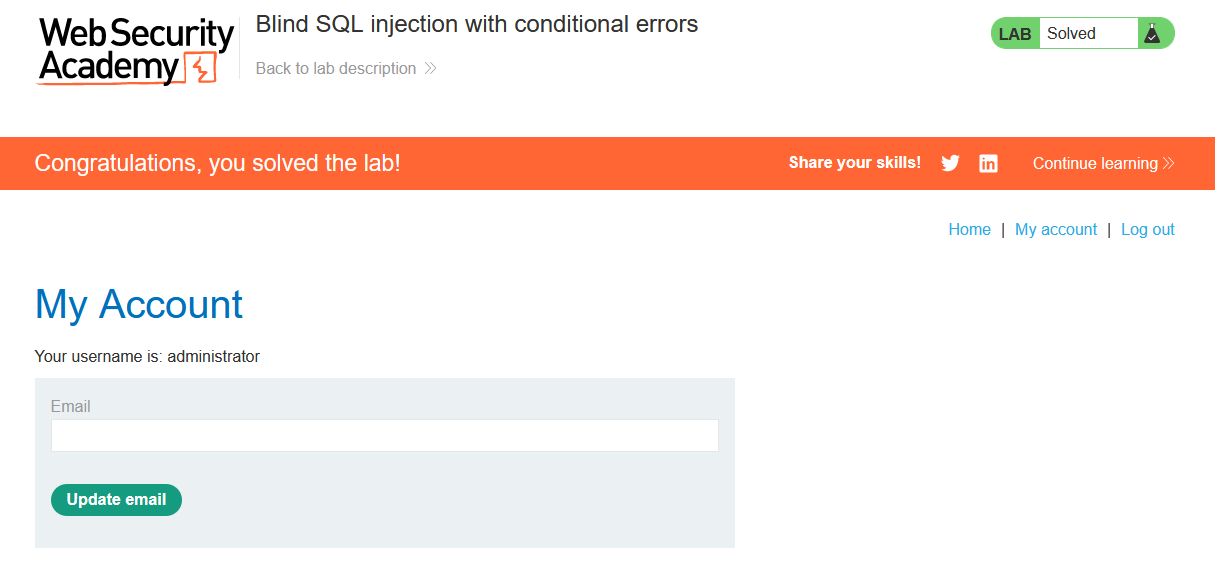 Web Security
Academy
Blind SQL injection with conditional errors
Back to lab description
LAB Solved
Congratulations, you solved the lab!
Share your skills!
in
Continue learning
Home | My account | Log out
My Account
Your username is: administrator
Email
Update email